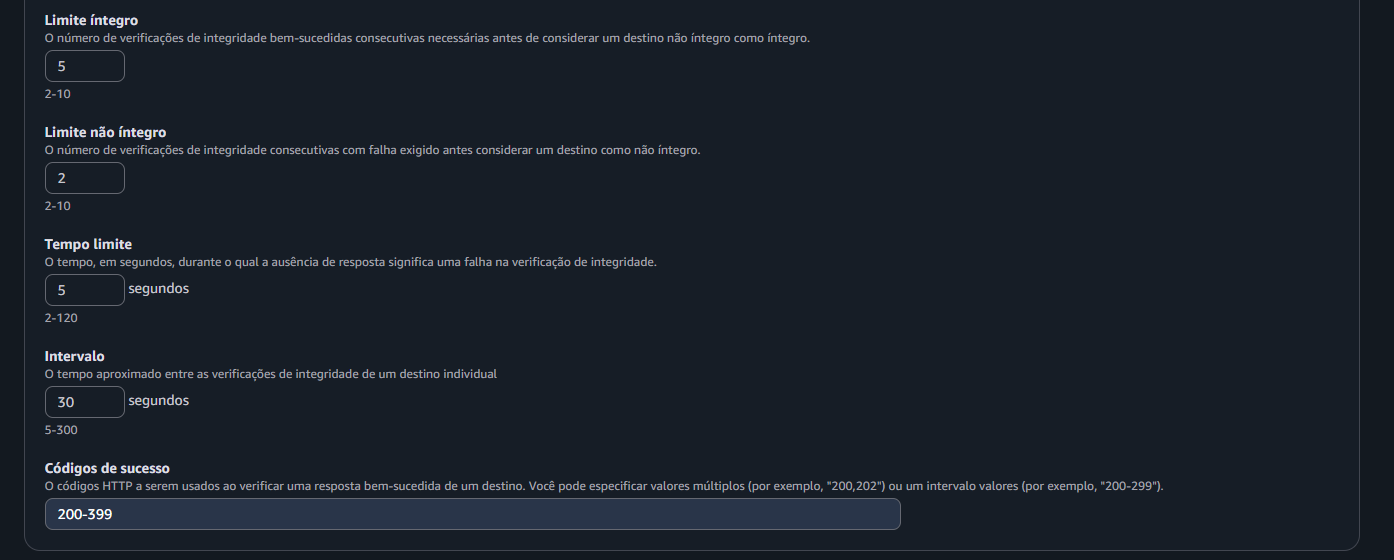 Limite íntegro
O número de verificações de integridade bem-sucedidas consecutivas necessárias antes de considerar um destino não íntegro como íntegro.
5
2-10
Limite não íntegro
O número de verificações de integridade consecutivas com falha exigido antes considerar um destino como não íntegro.
2
2-10
Tempo limite
O tempo, em segundos, durante o qual a ausência de resposta significa uma falha na verificação de integridade.
5 segundos
2-120
Intervalo
O tempo aproximado entre as verificações de integridade de um destino individual
30 segundos
5-300
Códigos de sucesso
O códigos HTTP a serem usados ao verificar uma resposta bem-sucedida de um destino. Você pode especificar valores múltiplos (por exemplo, "200,202") ou um intervalo valores (por exemplo, "200-299").
200-399